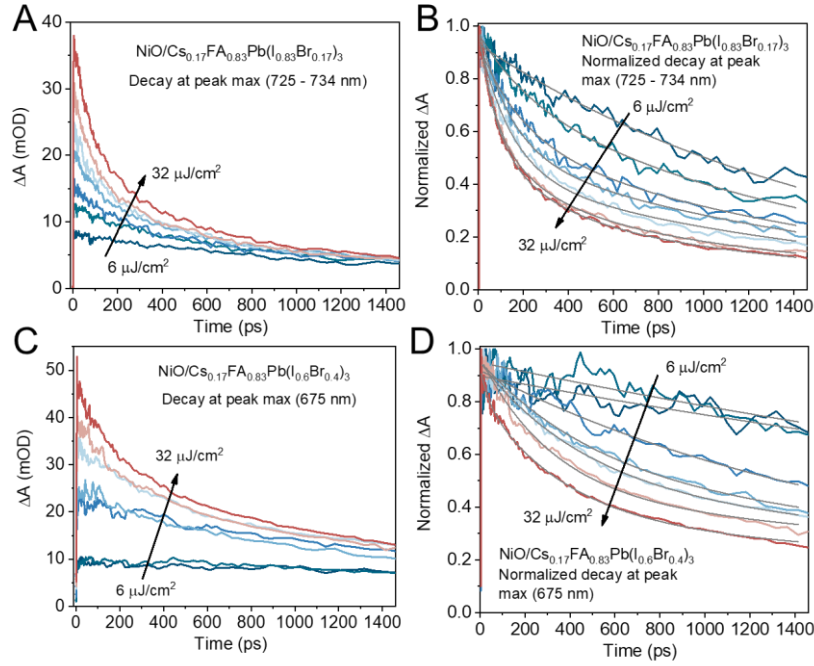 A
NiO/Cs0.17FA0.83Pb(I0.83Br0.17)3
Decay at peak max (725 - 734 nm)
32 μJ/cm2
6 μJ/cm2
ΔA (mOD)
40
30
20
10
0
0 200 400 600 800 1000 1200 1400
Time (ps)
B
NiO/Cs0.17FA0.83Pb(I0.83Br0.17)3
Normalized decay at peak
max (725 - 734 nm)
6 μJ/cm2
32 μJ/cm2
Normalized ΔA
1.0
0.8
0.6
0.4
0.2
0.0
0 200 400 600 800 1000 1200 1400
Time (ps)
C
NiO/Cs0.17FA0.83Pb(I0.6Br0.4)3
Decay at peak max (675 nm)
32 μJ/cm2
6 μJ/cm2
ΔA (mOD)
50
40
30
20
10
0
0 200 400 600 800 1000 1200 1400
Time (ps)
D
6 μJ/cm2
32 μJ/cm2
NiO/Cs0.17FA0.83Pb(I0.6Br0.4)3
Normalized decay at peak
max (675 nm)
Normalized ΔA
1.0
0.8
0.6
0.4
0.2
0.0
0 200 400 600 800 1000 1200 1400
Time (ps)